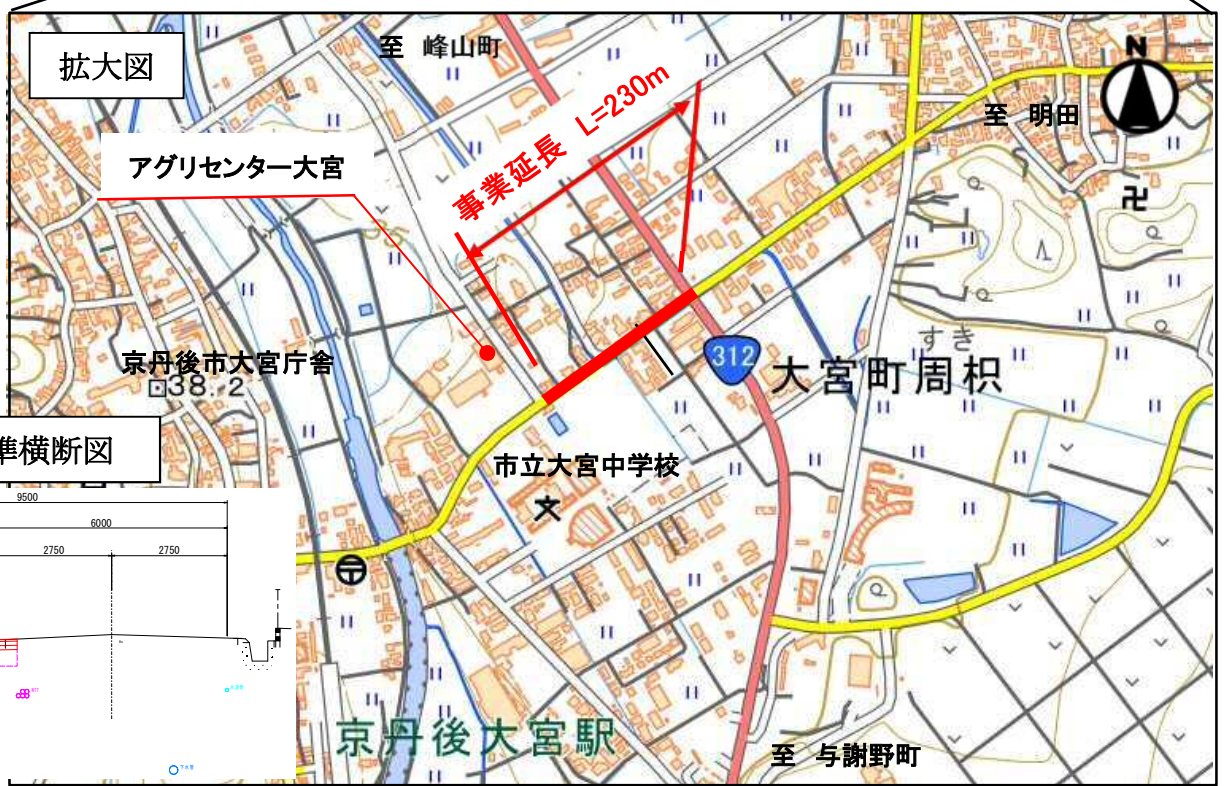 拡大図
至 峰山町
N
事業延長 L=230m
至 明田
アグリセンター大宮
京丹後市大宮庁舎
38.2
312
すき
大宮町周枳
準横断図
市立大宮中学校
文
9500
6000
2750
2750
京丹後大宮駅
至 与謝野町